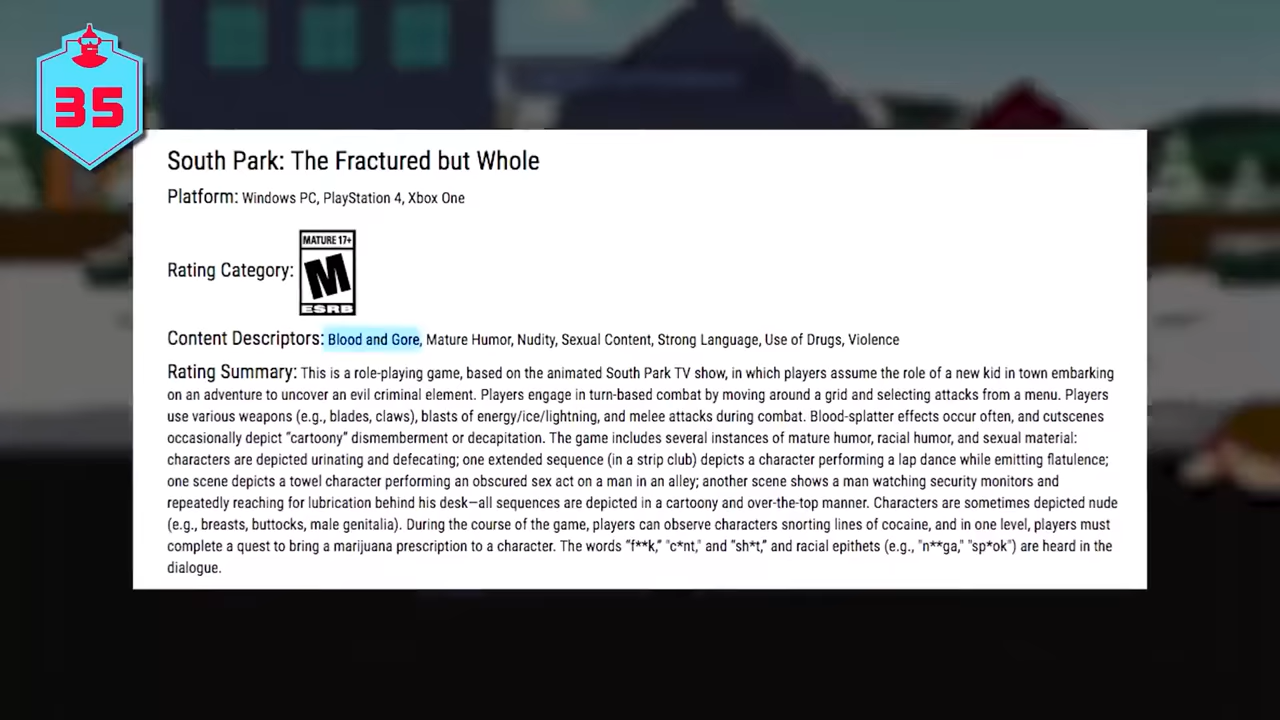 35
South Park: The Fractured but Whole
Platform: Windows PC, PlayStation 4, Xbox One
MATURE 17+
M
ESRB
Rating Category:
Content Descriptors: Blood and Gore, Mature Humor, Nudity, Sexual Content, Strong Language, Use of Drugs, Violence
Rating Summary: This is a role-playing game, based on the animated South Park TV show, in which players assume the role of a new kid in town embarking
on an adventure to uncover an evil criminal element. Players engage in turn-based combat by moving around a grid and selecting attacks from a menu. Players
use various weapons (e.g., blades, claws), blasts of energy/ice/lightning, and melee attacks during combat. Blood-splatter effects occur often, and cutscenes
occasionally depict “cartoony” dismemberment or decapitation. The game includes several instances of mature humor, racial humor, and sexual material:
characters are depicted urinating and defecating; one extended sequence (in a strip club) depicts a character performing a lap dance while emitting flatulence;
one scene depicts a towel character performing an obscured sex act on a man in an alley; another scene shows a man watching security monitors and
repeatedly reaching for lubrication behind his desk—all sequences are depicted in a cartoony and over-the-top manner. Characters are sometimes depicted nude
(e.g., breasts, buttocks, male genitalia). During the course of the game, players can observe characters snorting lines of cocaine, and in one level, players must
complete a quest to bring a marijuana prescription to a character. The words “f**k,” "c*nt," and “sh*t,” and racial epithets (e.g., "n**ga," "sp*ok") are heard in the
dialogue.